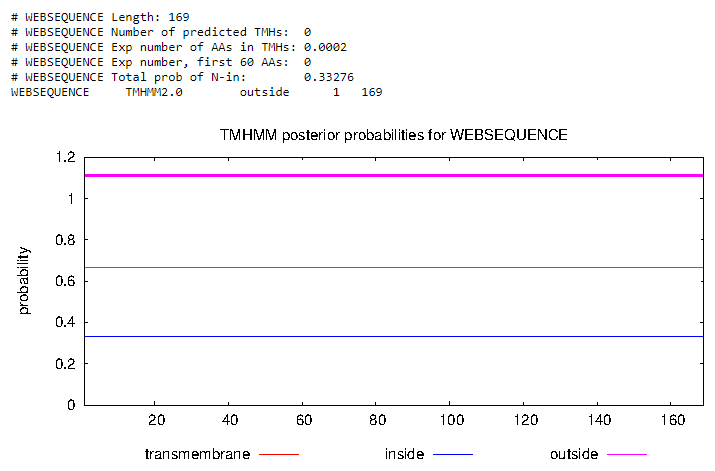 # WEBSEQUENCE Length: 169
# WEBSEQUENCE Number of predicted TMHs:  0
# WEBSEQUENCE Exp number of AAs in TMHs: 0.0002
# WEBSEQUENCE Exp number, first 60 AAs:  0
# WEBSEQUENCE Total prob of N-in:        0.33276
WEBSEQUENCE     TMHMM2.0        outside      1   169
TMHMM posterior probabilities for WEBSEQUENCE
1.2
1
0.8
0.6
0.4
0.2
0
probability
20 40 60 80 100 120 140 160
transmembrane inside outside